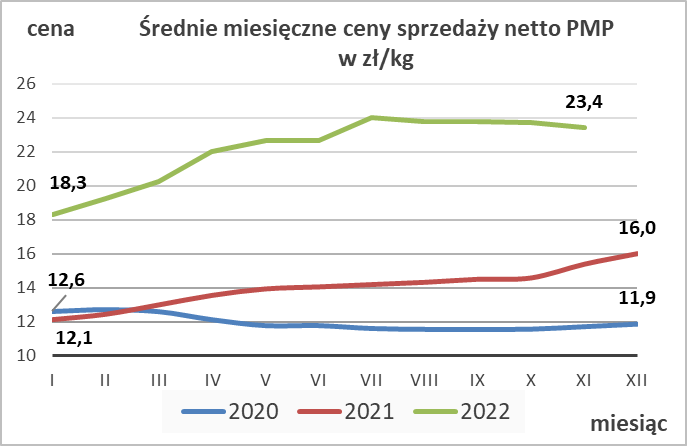 cena
Średnie miesięczne ceny sprzedaży netto PMP
w zł/kg
26
24
22
20
18
16
14
12
10
23,4
18,3
16,0
12,6
11,9
12,1
I II III IV V VI VII VIII IX X XI XII
2020 2021 2022
miesiąc